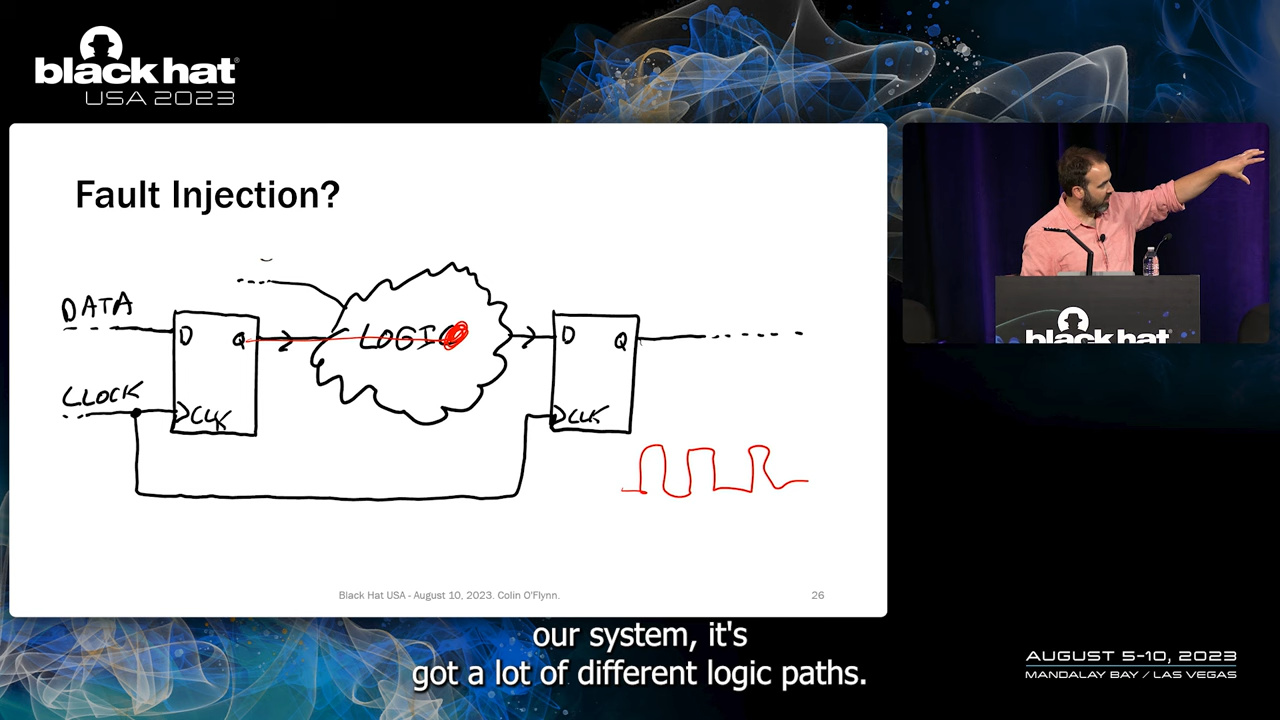 black hat®
USA 2023
Fault Injection?
DATA
D
Q
LOGIC
D
Q
CLOCK
CLK
CLK
Black Hat USA - August 10, 2023. Colin O'Flynn.
26
black hat
our system, it's
got a lot of different logic paths.
AUGUST 5-10, 2023
MANDALAY BAY / LAS VEGAS